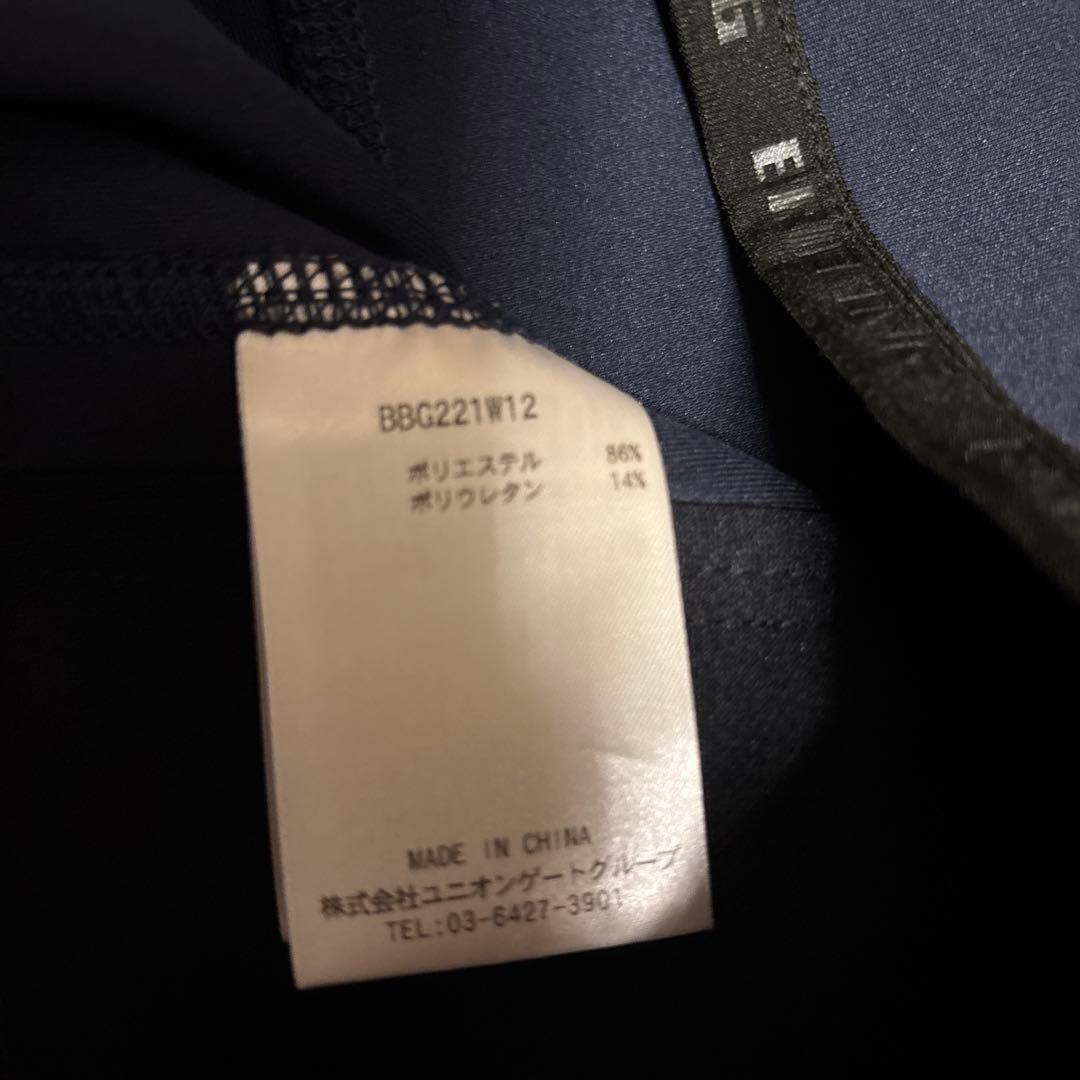 BBG221W12
ポリエステル 86%
ポリウレタン 14%
MADE IN CHINA
株式会社ユニオンゲートグループ
TEL:03-6427-3901